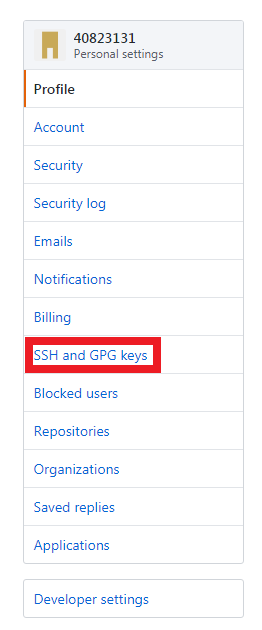 40823131
Personal settings
Profile
Account
Security
Security log
Emails
Notifications
Billing
SSH and GPG keys
Blocked users
Repositories
Organizations
Saved replies
Applications
Developer settings